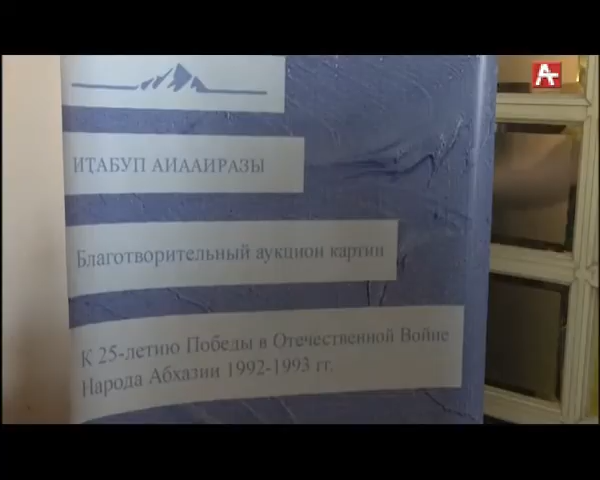 ИТАБУП АИААИРАЗЫ
Благотворительный аукцион картин
К 25-летию Победы в Отечественной Войне
Народа Абхазии 1992-1993 гг.